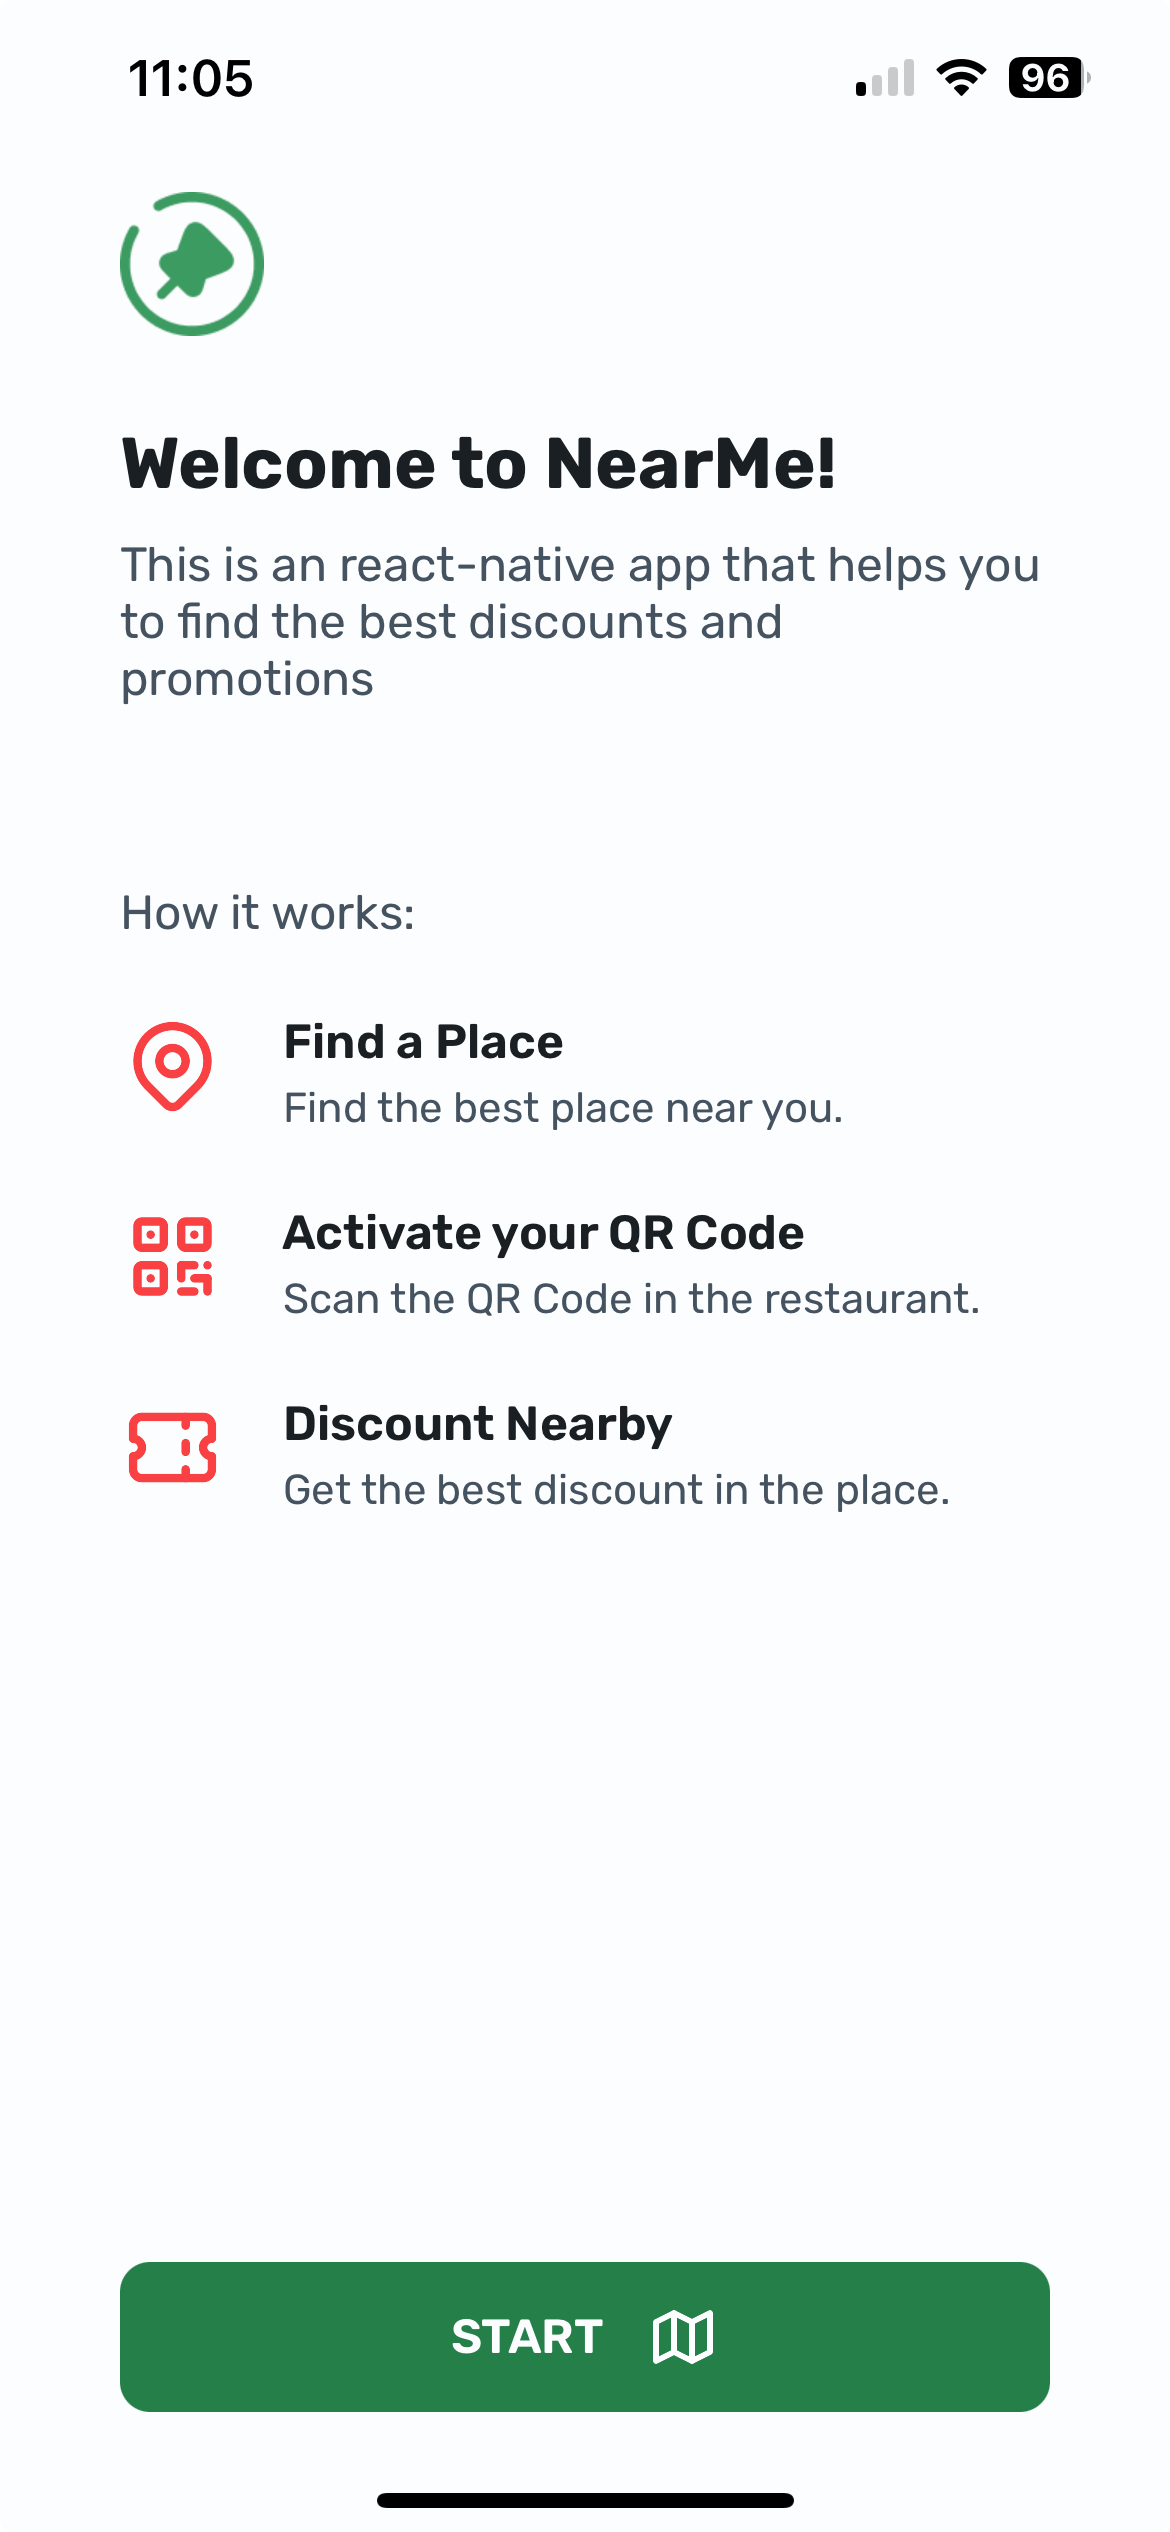 11:05
96
Welcome to NearMe!
This is an react-native app that helps you
to find the best discounts and
promotions
How it works:
Find a Place
Find the best place near you.
Activate your QR Code
Scan the QR Code in the restaurant.
Discount Nearby
Get the best discount in the place.
START